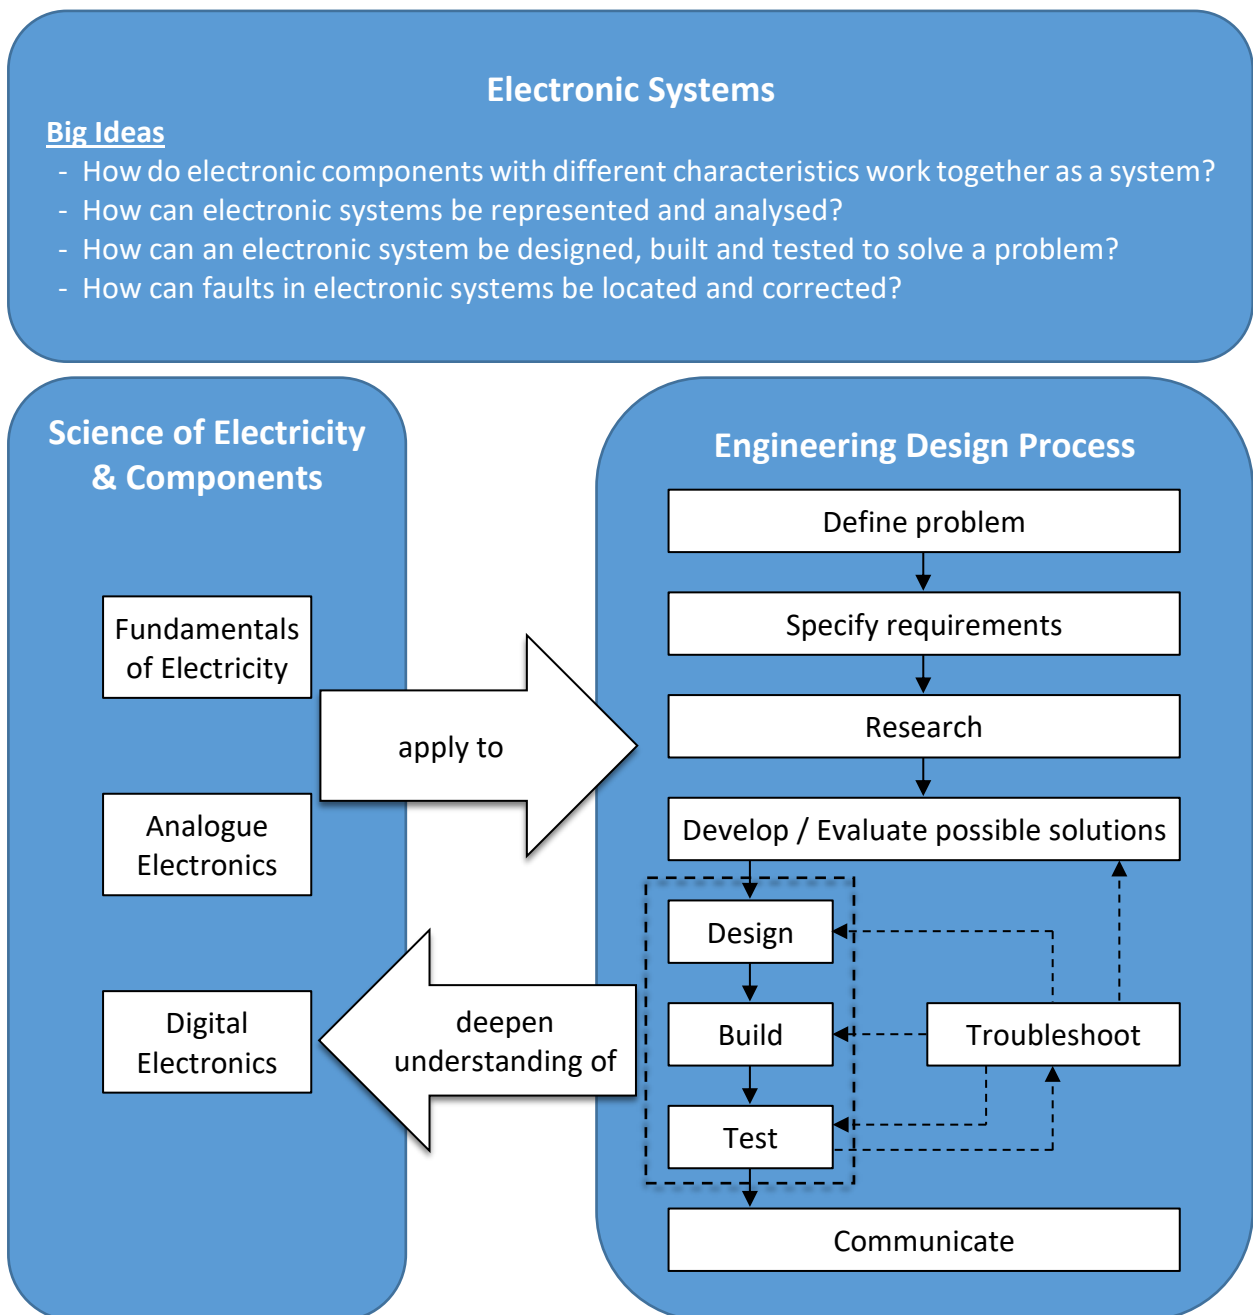 Electronic Systems
Big Ideas
- How do electronic components with different characteristics work together as a system?
- How can electronic systems be represented and analysed?
- How can an electronic system be designed, built and tested to solve a problem?
- How can faults in electronic systems be located and corrected?
Science of Electricity
& Components
Fundamentals
of Electricity
Analogue
Electronics
Digital
Electronics
apply to
deepen
understanding of
Engineering Design Process
Define problem
Specify requirements
Research
Develop / Evaluate possible solutions
Design
Build
Troubleshoot
Test
Communicate